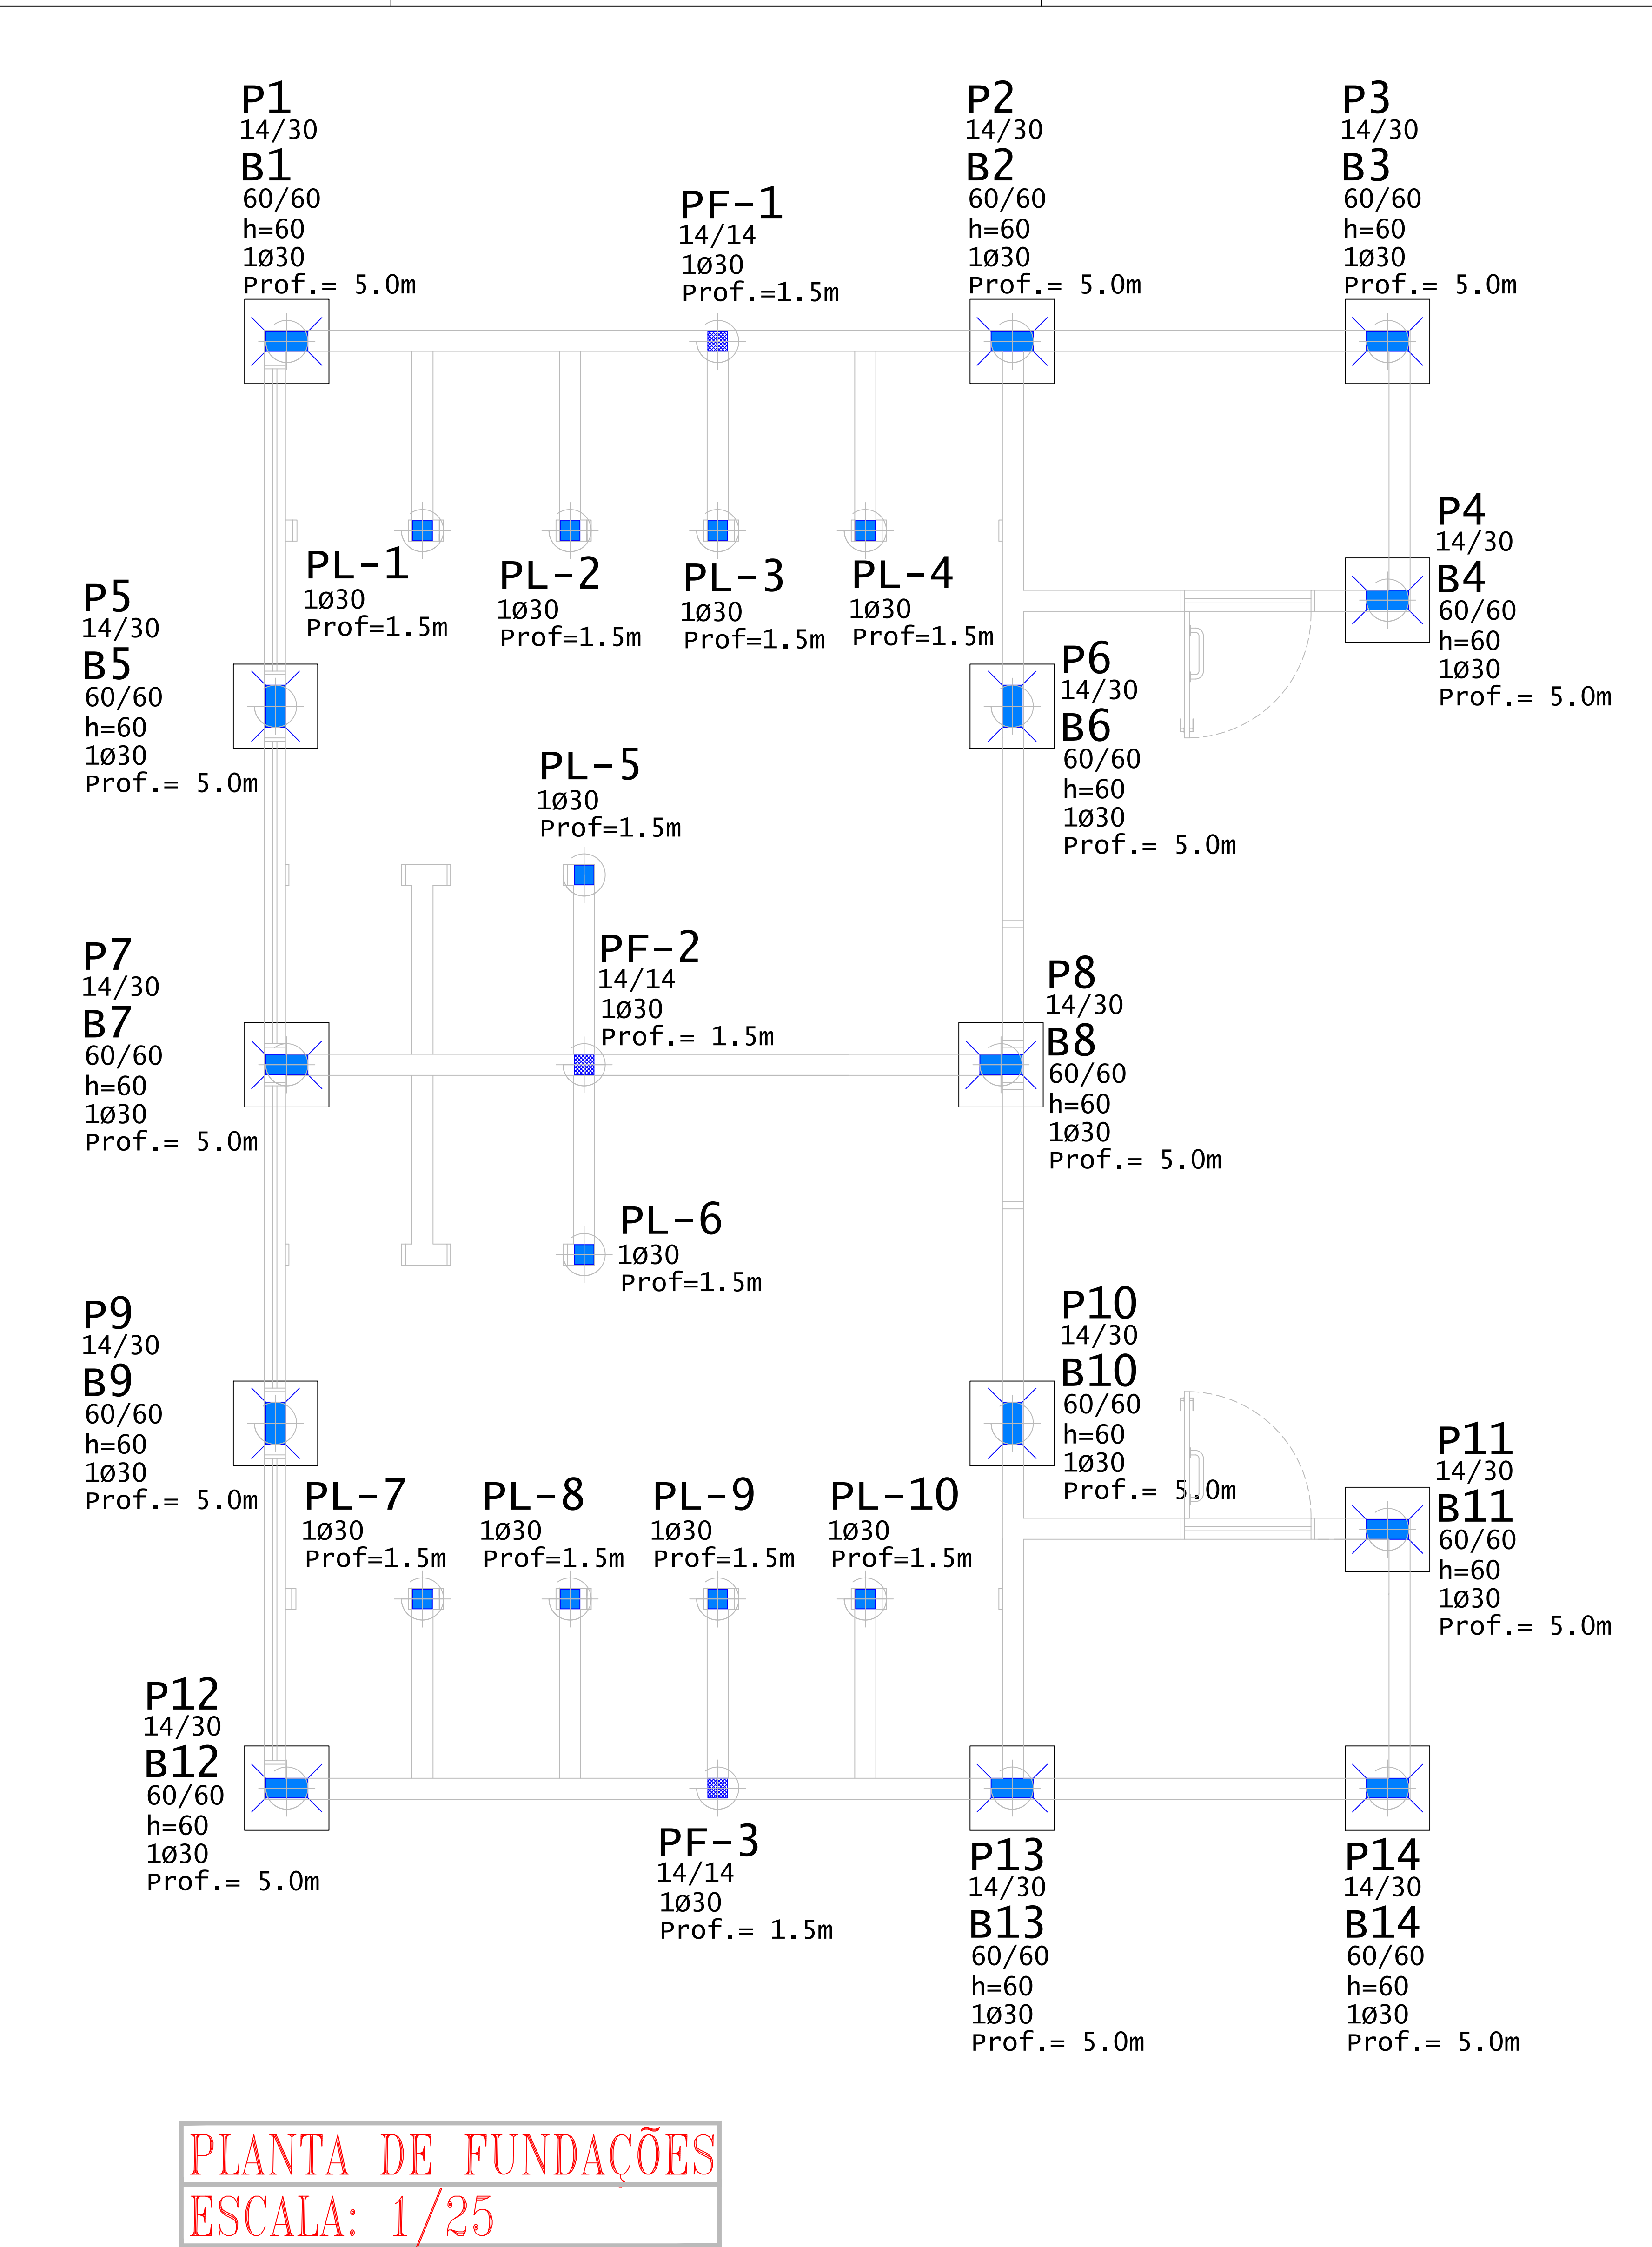 P1
14/30
B1
60/60
h=60
1ø30
Prof.= 5.0m
PF-1
14/14
1ø30
Prof.=1.5m
P2
14/30
B2
60/60
h=60
1ø30
Prof.= 5.0m
P3
14/30
B3
60/60
h=60
1ø30
Prof.= 5.0m
PL-1
1ø30
Prof=1.5m
PL-2
1ø30
Prof=1.5m
PL-3
1ø30
Prof=1.5m
PL-4
1ø30
Prof=1.5m
P4
14/30
B4
60/60
h=60
1ø30
Prof.= 5.0m
P5
14/30
B5
60/60
h=60
1ø30
Prof.= 5.0m
P6
14/30
B6
60/60
h=60
1ø30
Prof.= 5.0m
PL-5
1ø30
Prof=1.5m
PF-2
14/14
1ø30
Prof.= 1.5m
P7
14/30
B7
60/60
h=60
1ø30
Prof.= 5.0m
P8
14/30
B8
60/60
h=60
1ø30
Prof.= 5.0m
PL-6
1ø30
Prof=1.5m
P9
14/30
B9
60/60
h=60
1ø30
Prof.= 5.0m
P10
14/30
B10
60/60
h=60
1ø30
Prof.= 5.0m
PL-7
1ø30
Prof=1.5m
PL-8
1ø30
Prof=1.5m
PL-9
1ø30
Prof=1.5m
PL-10
1ø30
Prof=1.5m
P11
14/30
B11
60/60
h=60
1ø30
Prof.= 5.0m
P12
14/30
B12
60/60
h=60
1ø30
Prof.= 5.0m
PF-3
14/14
1ø30
Prof.= 1.5m
P13
14/30
B13
60/60
h=60
1ø30
Prof.= 5.0m
P14
14/30
B14
60/60
h=60
1ø30
Prof.= 5.0m
PLANTA DE FUNDAÇÕES
ESCALA: 1/25